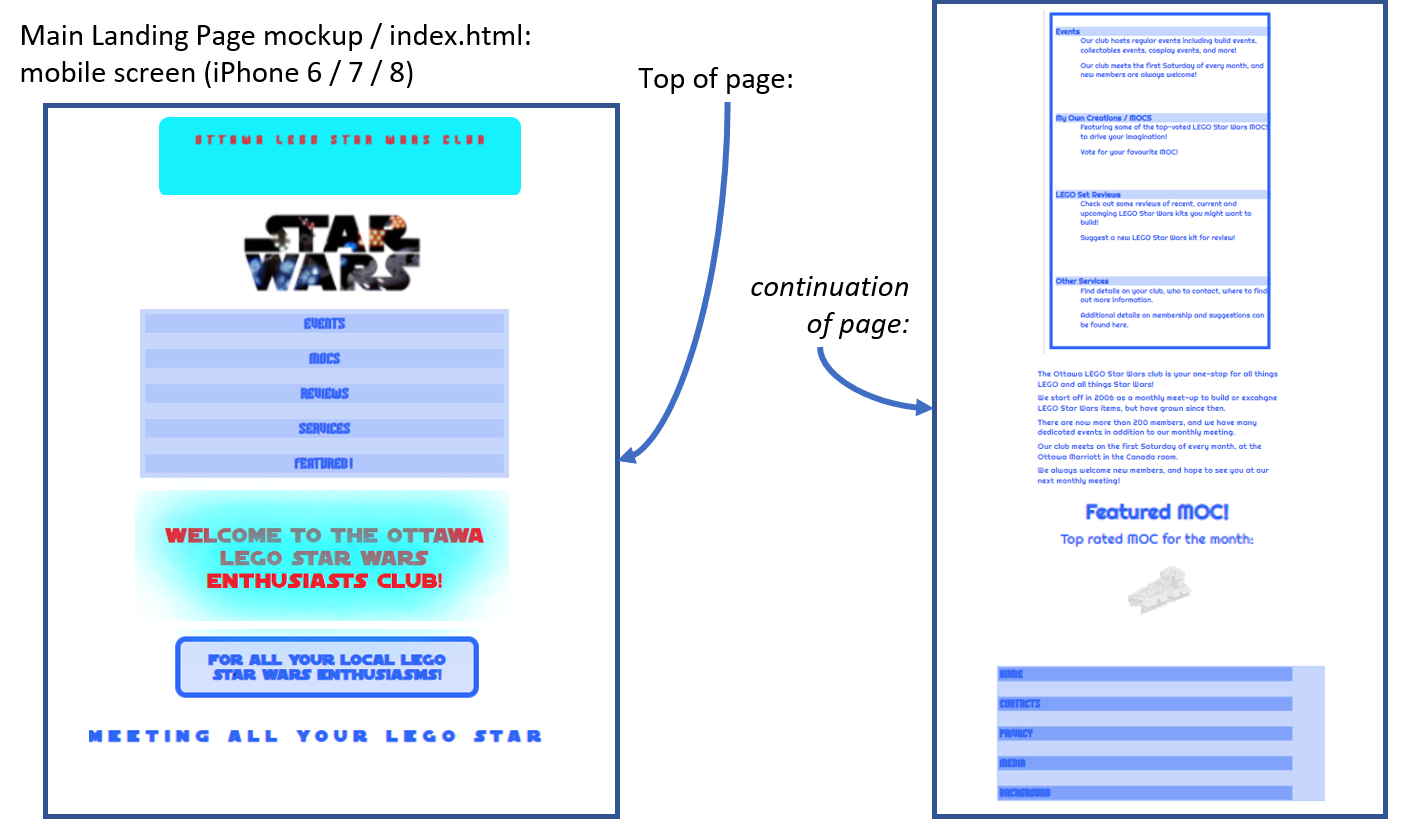 Main Landing Page mockup / index.html:
mobile screen (iPhone 6 / 7 / 8)
Top of page:
continuation
of page:
OTTAWA LEGO STAR WARS CLUB
STAR
WARS
EVENTS
MOCS
REVIEWS
SERVICES
FEATURED!
WELCOME TO THE OTTAWA
LEGO STAR WARS
ENTHUSIASTS CLUB!
FOR ALL YOUR LOCAL LEGO
STAR WARS ENTHUSIASMS!
MEETING ALL YOUR LEGO STAR
Events
Our club hosts regular events including build events,
collectables events, cosplay events, and more!
Our club meets the first Saturday of every month, and
new members are always welcome!
My Own Creations / MOCS
Featuring some of the top-voted LEGO Star Wars MOCS
to drive your imagination!
Vote for your favourite MOC!
LEGO Set Reviews
Check out some reviews of recent, current and
upcomging LEGO Star Wars kits you might want to
build!
Suggest a new LEGO Star Wars kit for review!
Other Services
Find details on your club, who to contact, where to find
out more information.
Additional details on membership and suggestions can
be found here.
The Ottawa LEGO Star Wars club is your one-stop for all things
LEGO and all things Star Wars!
We start off in 2006 as a monthly meet-up to build or excahgne
LEGO Star Wars items, but have grown since then.
There are now more than 200 members, and we have many
dedicated events in addition to our monthly meeting.
Our club meets on the first Saturday of every month, at the
Ottawa Marriott in the Canada room.
We always welcome new members, and hope to see you at our
next monthly meeting!
Featured MOC!
Top rated MOC for the month:
HOME
CONTACTS
PRIVACY
MEDIA
BACKGROUND